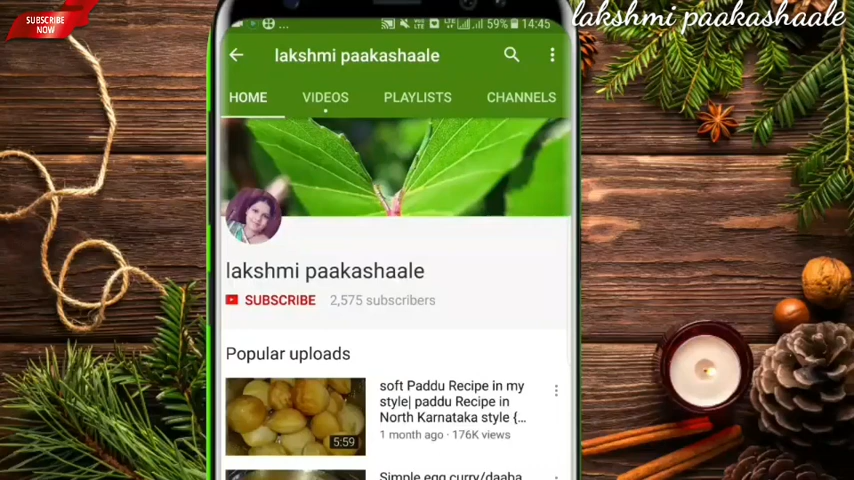 SUBSCRIBE
NOW
lakshmi paakashaale
59% 14:45
lakshmi paakashaale
HOME VIDEOS PLAYLISTS CHANNELS
lakshmi paakashaale
SUBSCRIBE 2,575 subscribers
Popular uploads
soft Paddu Recipe in my
style| paddu Recipe in
North Karnataka style {...
1 month ago · 176K views
5:59
Simple egg curry/daaba